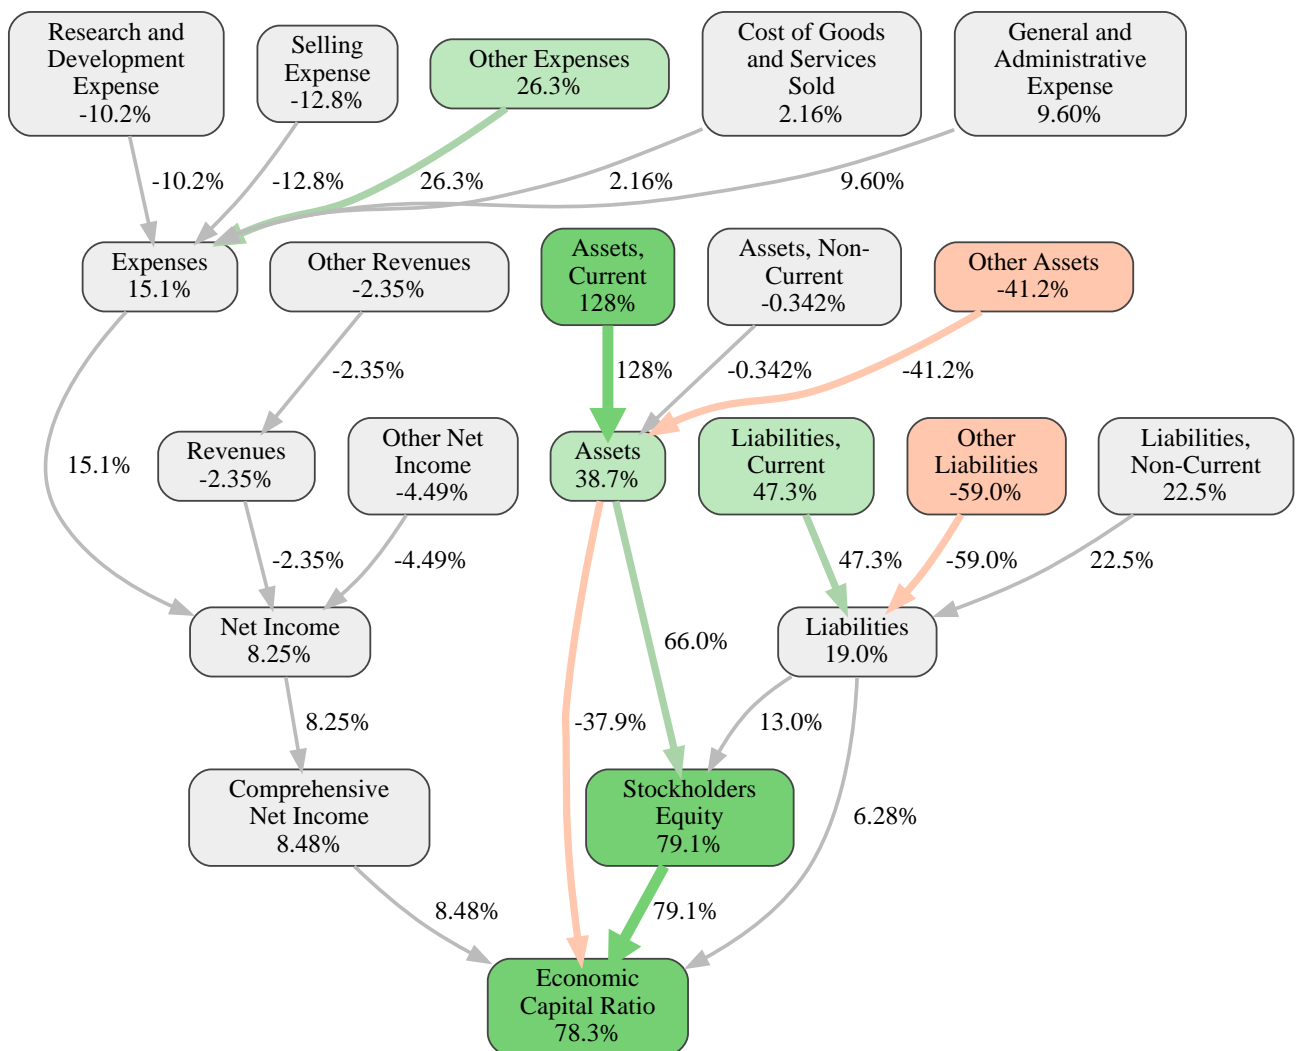 Research and
Development
Expense
-10.2%
Selling
Expense
-12.8%
Other Expenses
26.3%
Cost of Goods
and Services
Sold
2.16%
General and
Administrative
Expense
9.60%
-10.2%
-12.8%
26.3%
2.16%
9.60%
Expenses
15.1%
Other Revenues
-2.35%
Assets,
Current
128%
Assets, Non-
Current
-0.342%
Other Assets
-41.2%
-2.35%
128%
-0.342%
-41.2%
15.1%
Revenues
-2.35%
Other Net
Income
-4.49%
Assets
38.7%
Liabilities,
Current
47.3%
Other
Liabilities
-59.0%
Liabilities,
Non-Current
22.5%
-2.35%
-4.49%
47.3%
-59.0%
22.5%
Net Income
8.25%
66.0%
Liabilities
19.0%
8.25%
-37.9%
13.0%
Comprehensive
Net Income
8.48%
Stockholders
Equity
79.1%
6.28%
8.48%
79.1%
Economic
Capital Ratio
78.3%